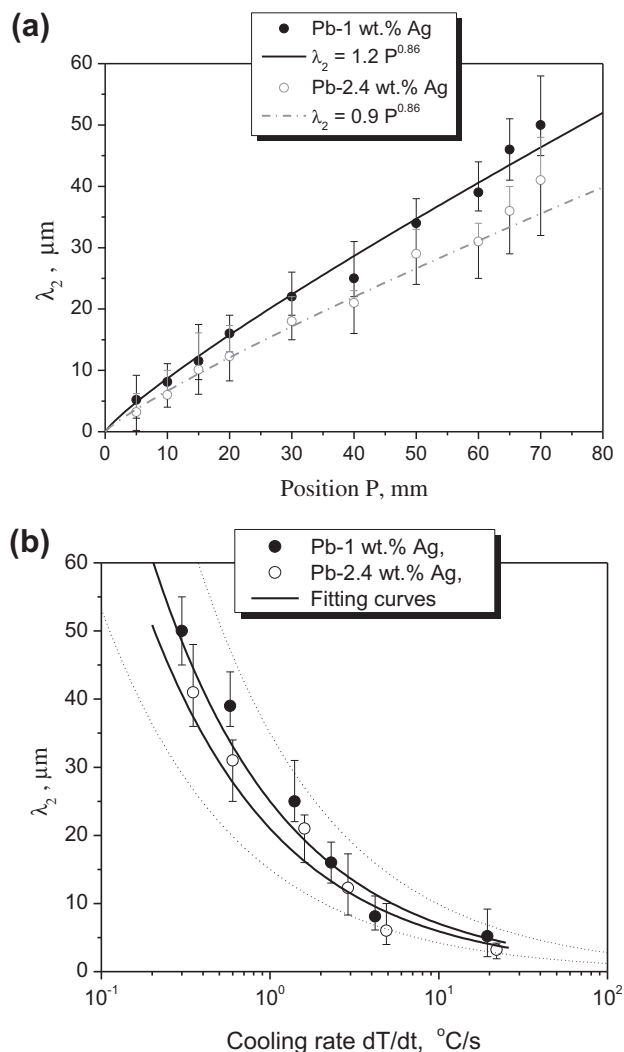 (a)
Pb-1 wt.% Ag
λ₂ = 1.2 P^0.86
Pb-2.4 wt.% Ag
λ₂ = 0.9 P^0.86
60
50
40
30
20
10
0
λ₂ , μm
0 10 20 30 40 50 60 70 80
Position P, mm
(b)
Pb-1 wt.% Ag,
Pb-2.4 wt.% Ag,
Fitting curves
60
50
40
30
20
10
0
λ₂ , μm
10⁻¹ 10⁰ 10¹ 10²
Cooling rate dT/dt, °C/s